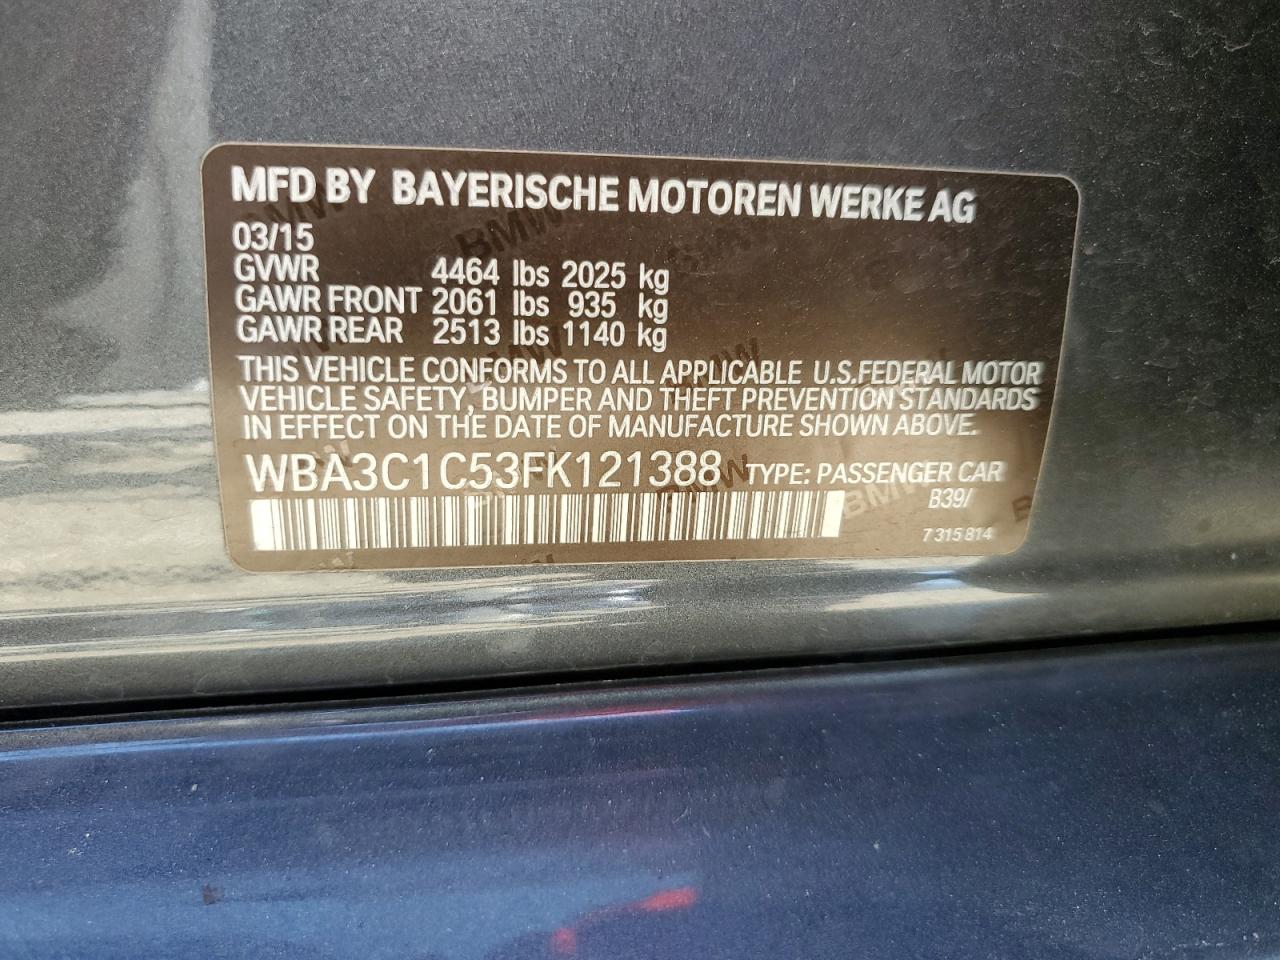 MFD BY BAYERISCHE MOTOREN WERKE AG
03/15
GVWR 4464 lbs 2025 kg
GAWR FRONT 2061 lbs 935 kg
GAWR REAR 2513 lbs 1140 kg
THIS VEHICLE CONFORMS TO ALL APPLICABLE U.S.FEDERAL MOTOR
VEHICLE SAFETY, BUMPER AND THEFT PREVENTION STANDARDS
IN EFFECT ON THE DATE OF MANUFACTURE SHOWN ABOVE.
WBA3C1C53FK121388 TYPE: PASSENGER CAR
B39/
7 315 814